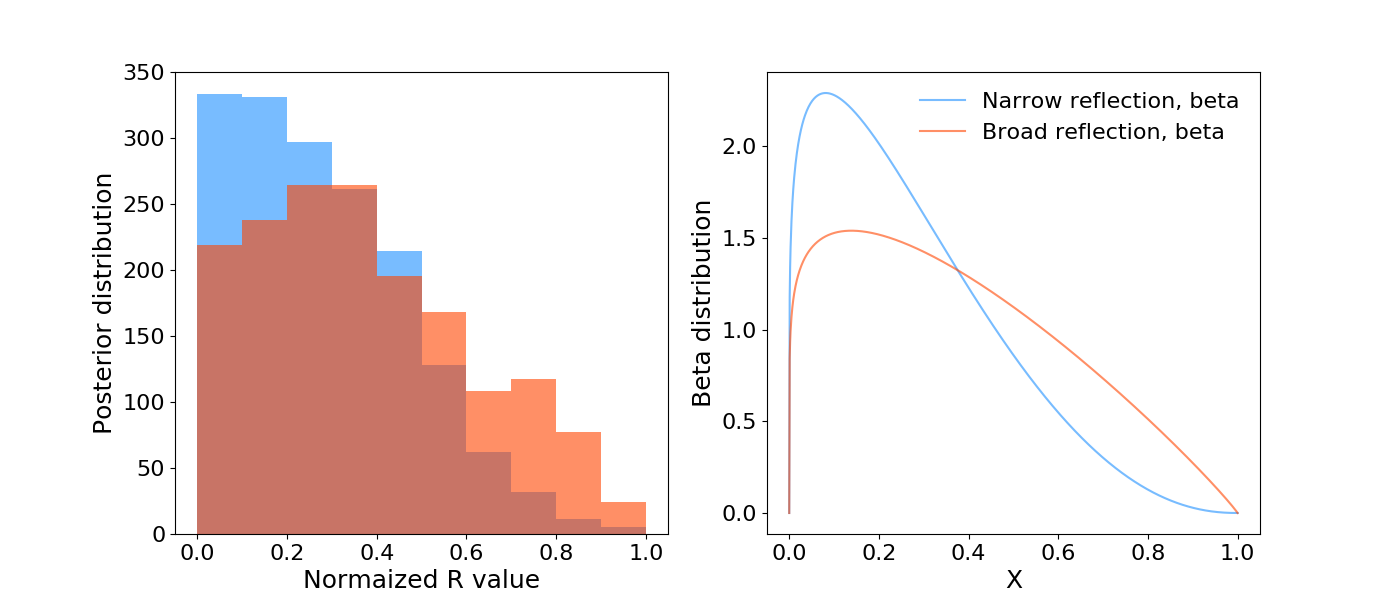 350
300
250
200
150
100
50
0
0.0 0.2 0.4 0.6 0.8 1.0
Posterior distribution
Normaized R value
Narrow reflection, beta
Broad reflection, beta
2.0
1.5
1.0
0.5
0.0
0.0 0.2 0.4 0.6 0.8 1.0
Beta distribution
X